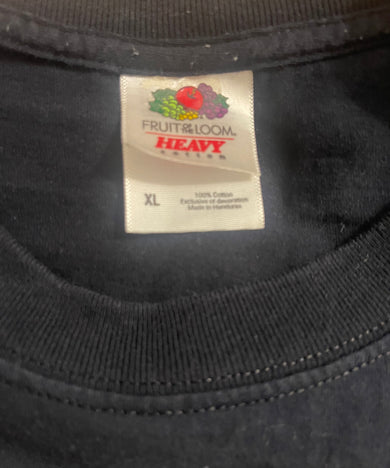 FRUIT OF THE LOOM®
HEAVY
cotton
XL
100% Cotton
Exclusive of decoration
Made in Honduras